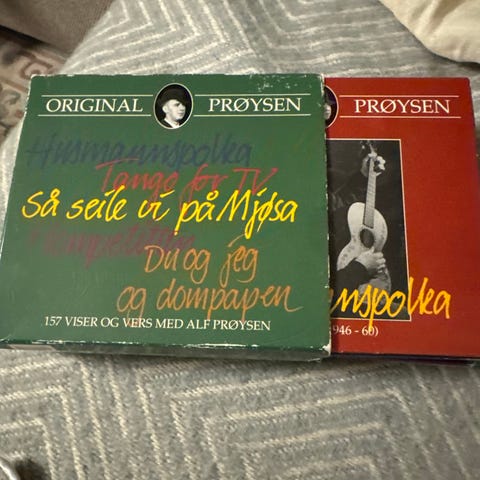 ORIGINAL PRØYSEN
Husmannspolka
Tango for TV
Så seile vi på Mjøsa
Trompetlåten
Du og jeg
og dompapen
157 VISER OG VERS MED ALF PRØYSEN
PRØYSEN
nspolka
946 - 60)